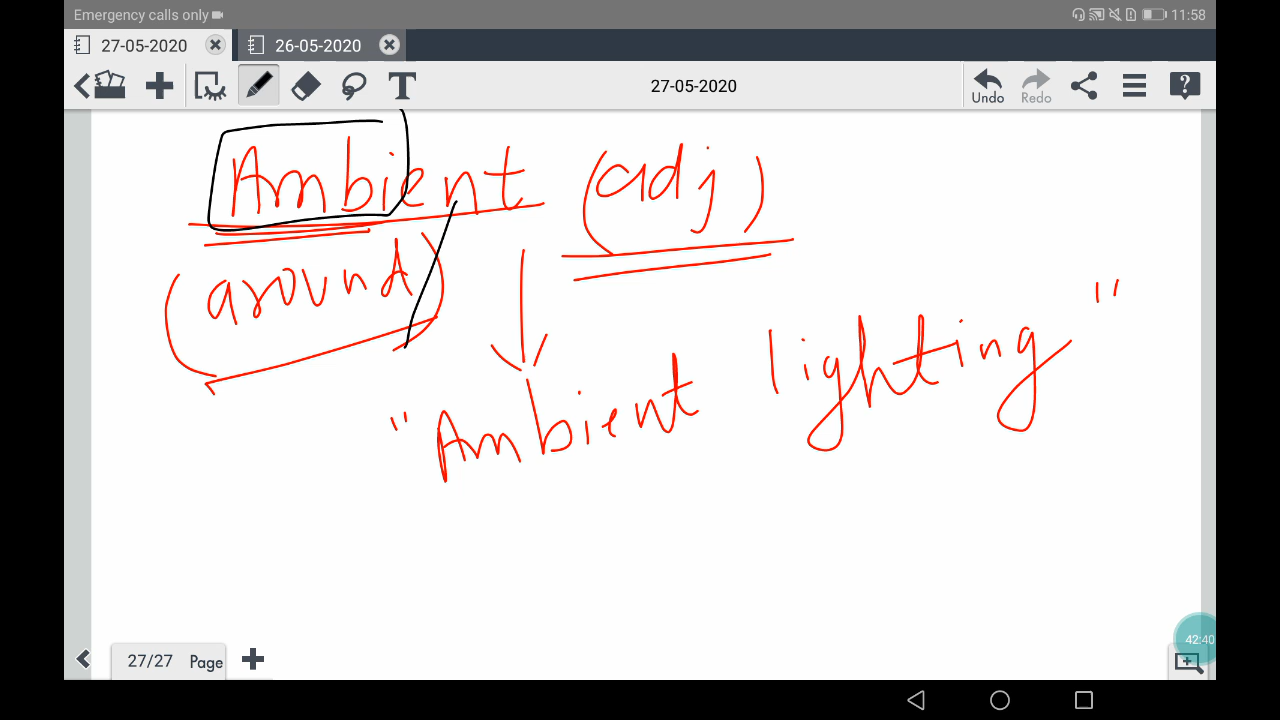 Emergency calls only 11:58
27-05-2020 26-05-2020
T 27-05-2020 Undo Redo ?
Ambient (adj)
(around)
"Ambient lighting"
42:40
27/27 Page